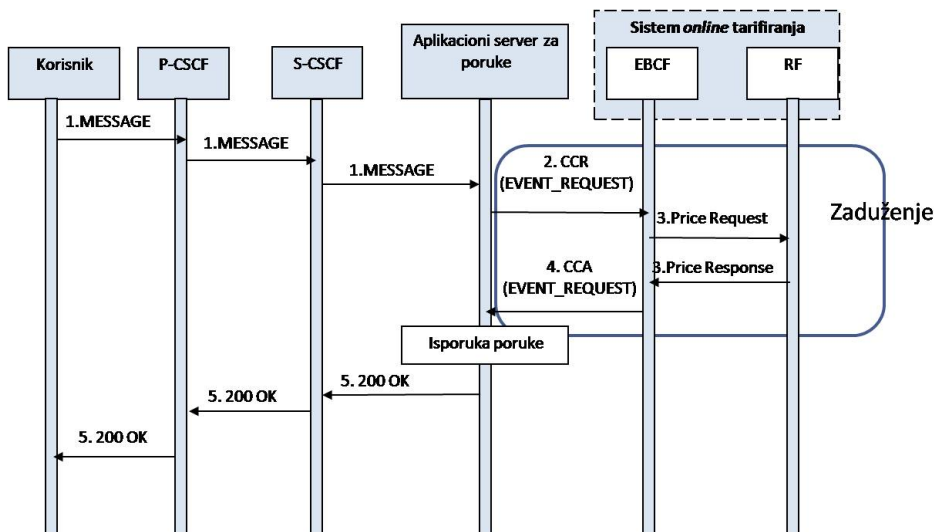 Sistem online tarifiranja
Korisnik
P-CSCF
S-CSCF
Aplikacioni server za
poruke
EBCF
RF
1.MESSAGE
1.MESSAGE
1.MESSAGE
2. CCR
(EVENT_REQUEST)
Zaduženje
3.Price Request
4. CCA
(EVENT_REQUEST)
3.Price Response
Isporuka poruke
5. 200 OK
5. 200 OK
5. 200 OK